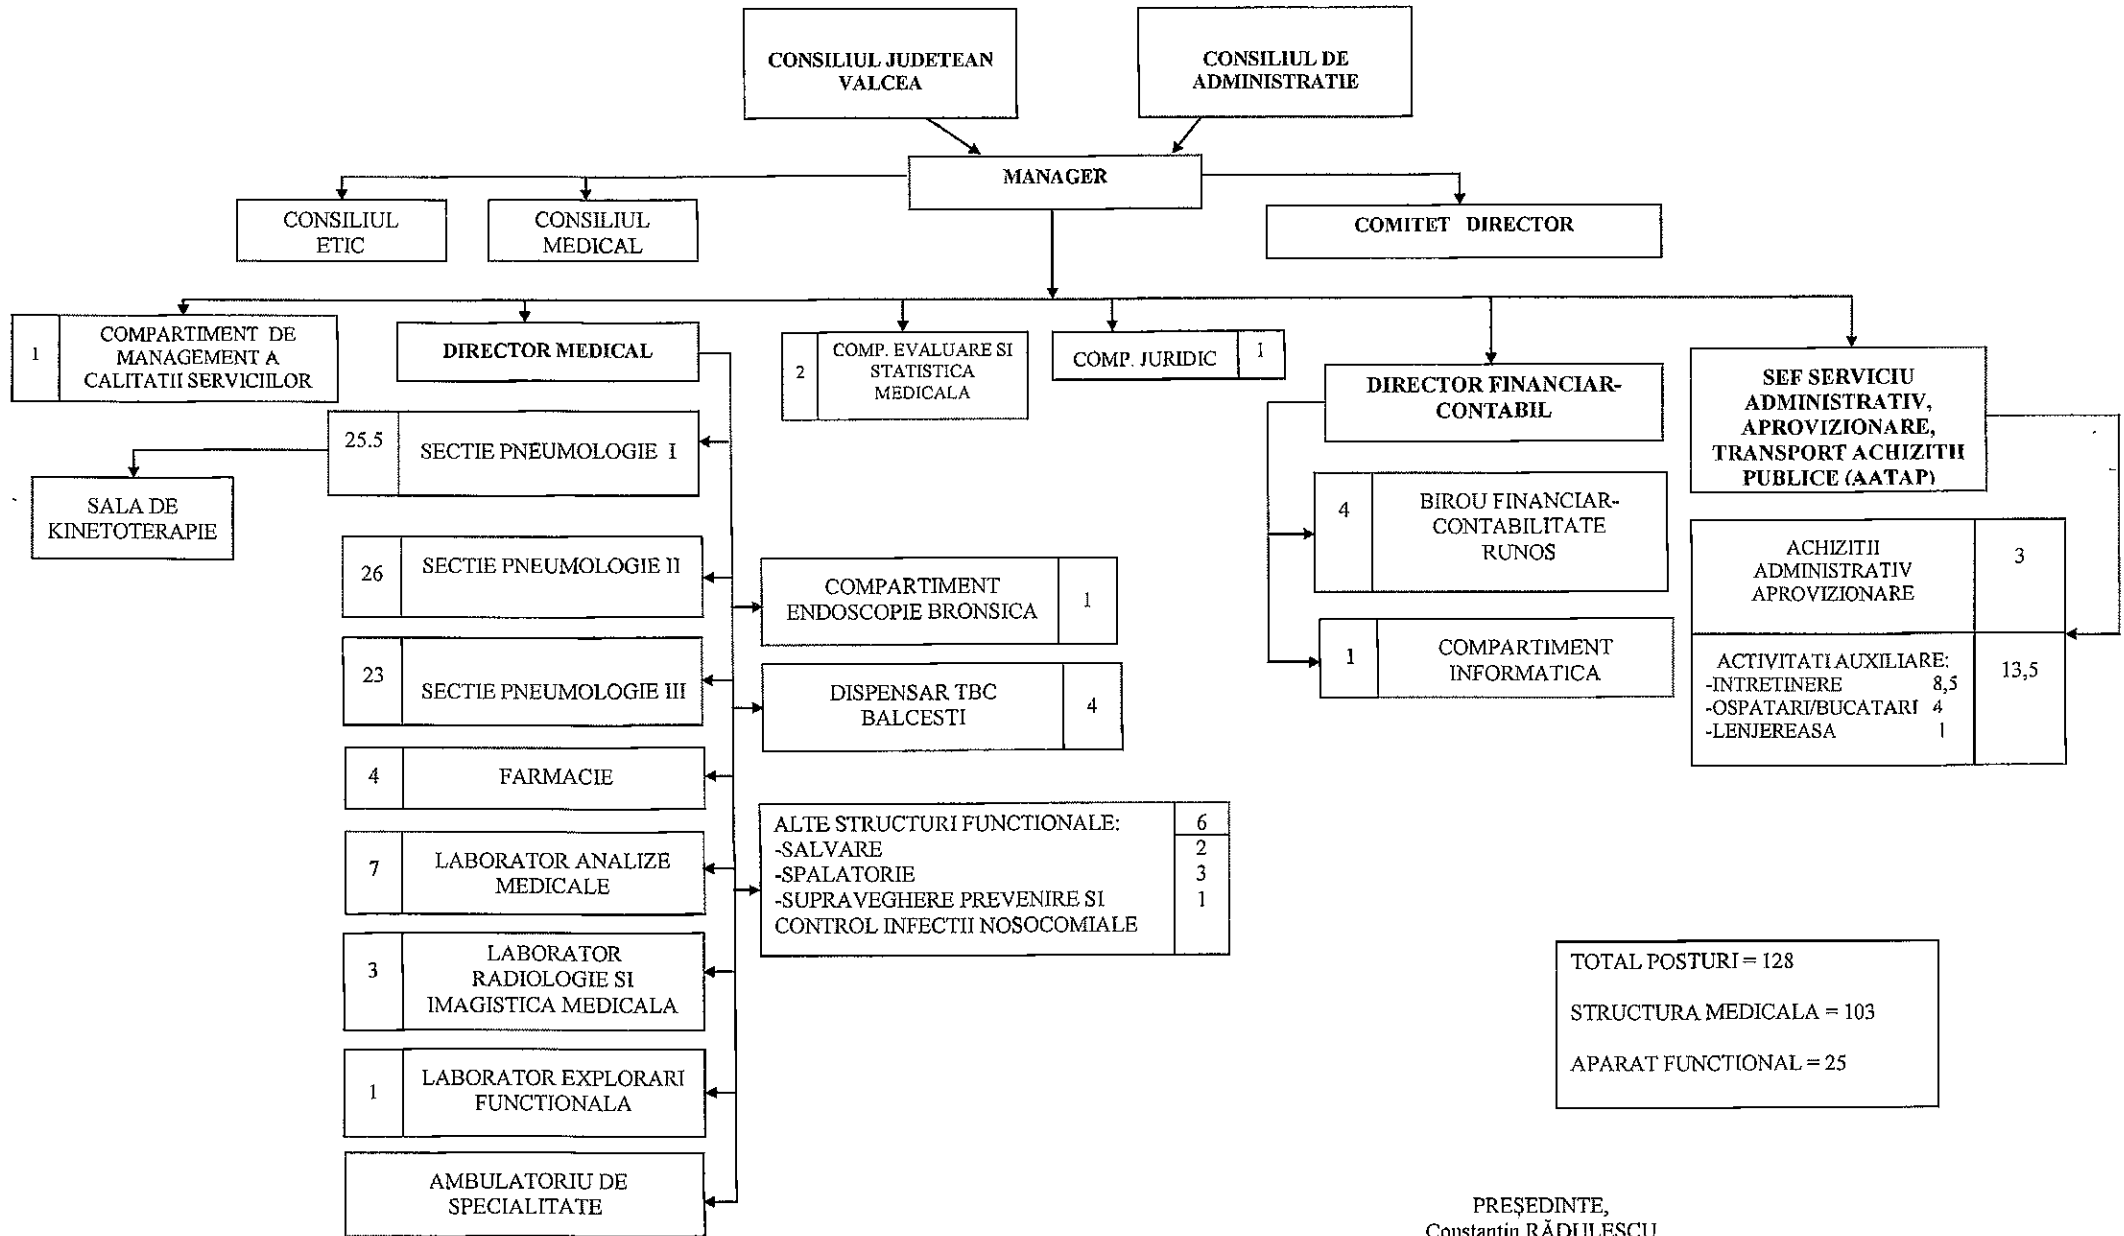 CONSILIUL JUDETEAN
VALCEA
CONSILIUL DE
ADMINISTRATIE
MANAGER
CONSILIUL
ETIC
CONSILIUL
MEDICAL
COMITET DIRECTOR
1
COMPARTIMENT DE
MANAGEMENT A
CALITATII SERVICIILOR
DIRECTOR MEDICAL
2
COMP. EVALUARE SI
STATISTICA
MEDICALA
COMP. JURIDIC
1
DIRECTOR FINANCIAR-
CONTABIL
SEF SERVICIU
ADMINISTRATIV,
APROVIZIONARE,
TRANSPORT ACHIZITII
PUBLICE (AATAP)
25.5
SECTIE PNEUMOLOGIE I
SALA DE
KINETOTERAPIE
26
SECTIE PNEUMOLOGIE II
23
SECTIE PNEUMOLOGIE III
4
FARMACIE
7
LABORATOR ANALIZE
MEDICALE
3
LABORATOR
RADIOLOGIE SI
IMAGISTICA MEDICALA
1
LABORATOR EXPLORARI
FUNCTIONALA
AMBULATORIU DE
SPECIALITATE
COMPARTIMENT
ENDOSCOPIE BRONSICA
1
DISPENSAR TBC
BALCESTI
4
ALTE STRUCTURI FUNCTIONALE: 6
-SALVARE 2
-SPALATORIE 3
-SUPRAVEGHERE PREVENIRE SI 1
CONTROL INFECTII NOSOCOMIALE
4
BIROU FINANCIAR-
CONTABILITATE
RUNOS
1
COMPARTIMENT
INFORMATICA
ACHIZITII
ADMINISTRATIV
APROVIZIONARE
3
ACTIVITATI AUXILIARE:
-INTRETINERE 8,5
-OSPATARI/BUCATARI 4
-LENJEREASA 1
13,5
TOTAL POSTURI = 128
STRUCTURA MEDICALA = 103
APARAT FUNCTIONAL = 25
PREŞEDINTE,
Constantin RĂDULESCU